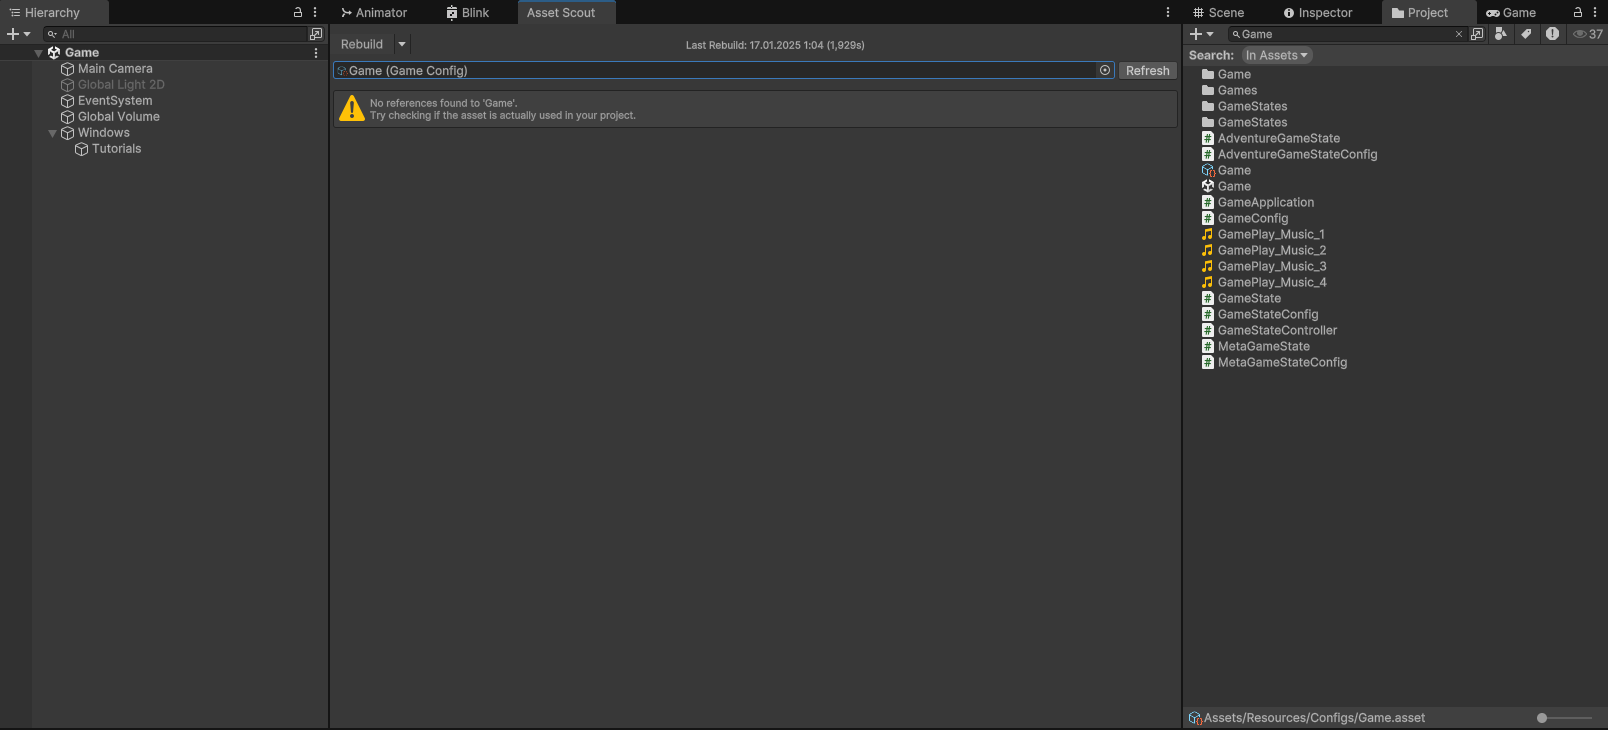 Hierarchy
All
Game
Main Camera
Global Light 2D
EventSystem
Global Volume
Windows
Tutorials
Animator
Blink
Asset Scout
Rebuild
Last Rebuild: 17.01.2025 1:04 (1,929s)
Game (Game Config)
Refresh
No references found to 'Game'.
Try checking if the asset is actually used in your project.
Scene
Inspector
Project
Game
Game
37
Search: In Assets
Game
Games
GameStates
GameStates
AdventureGameState
AdventureGameStateConfig
Game
Game
GameApplication
GameConfig
GamePlay_Music_1
GamePlay_Music_2
GamePlay_Music_3
GamePlay_Music_4
GameState
GameStateConfig
GameStateController
MetaGameState
MetaGameStateConfig
Assets/Resources/Configs/Game.asset